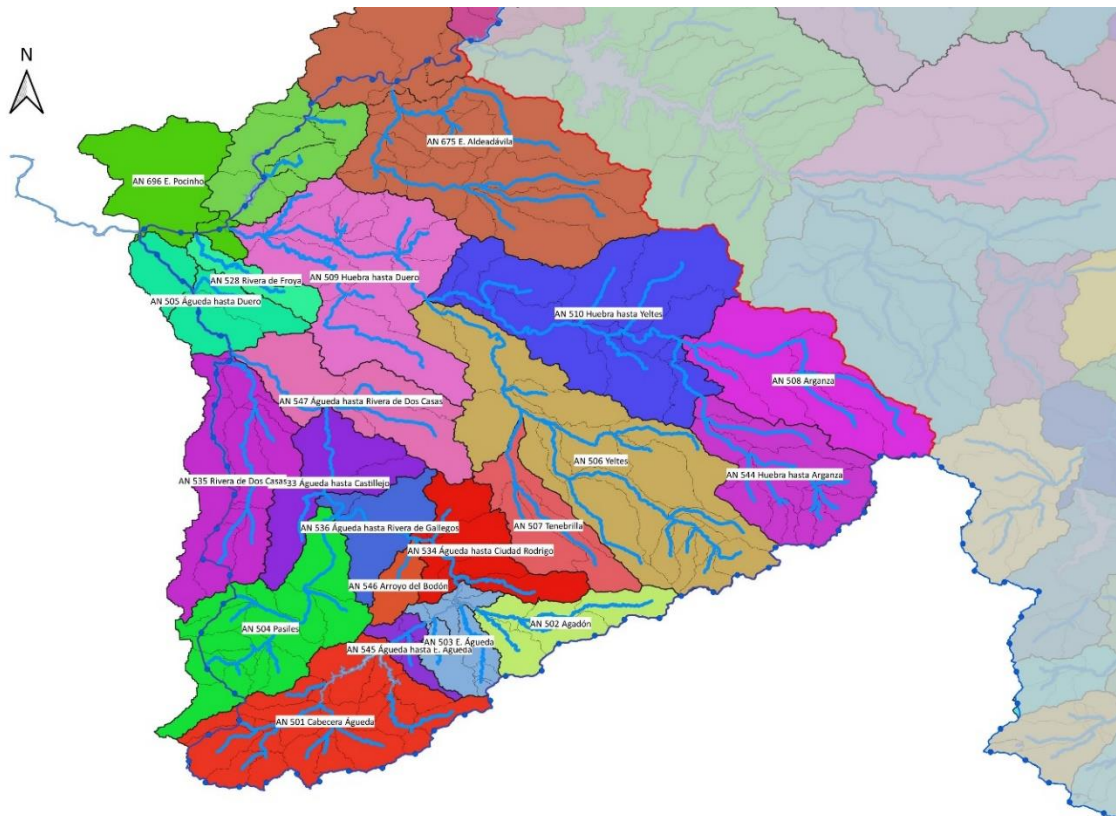 N
AN 675 E. Aldeadávila
AN 696 E. Pocinho
AN 528 Rivera de Froya
AN 509 Huebra hasta Duero
AN 505 Águeda hasta Duero
AN 510 Huebra hasta Yeltes
AN 508 Arganza
AN 547 Águeda hasta Rivera de Dos Casas
AN 506 Yeltes
AN 544 Huebra hasta Arganza
AN 535 Rivera de Dos Casas
33 Águeda hasta Castillejo
AN 536 Águeda hasta Rivera de Gallegos
AN 507 Tenebrilla
AN 534 Águeda hasta Ciudad Rodrigo
AN 546 Arroyo del Bodón
AN 502 Agadón
AN 504 Pasiles
AN 503 E. Águeda
AN 545 Águeda hasta E. Águeda
AN 501 Cabecera Águeda